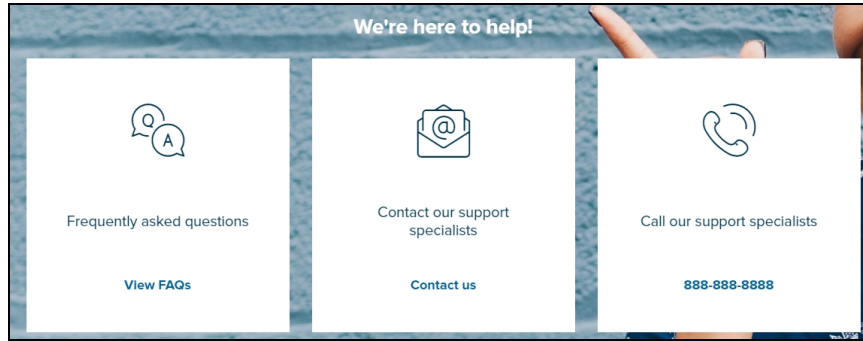 We're here to help!
Q
A
@
Frequently asked questions
Contact our support
specialists
Call our support specialists
View FAQs
Contact us
888-888-8888